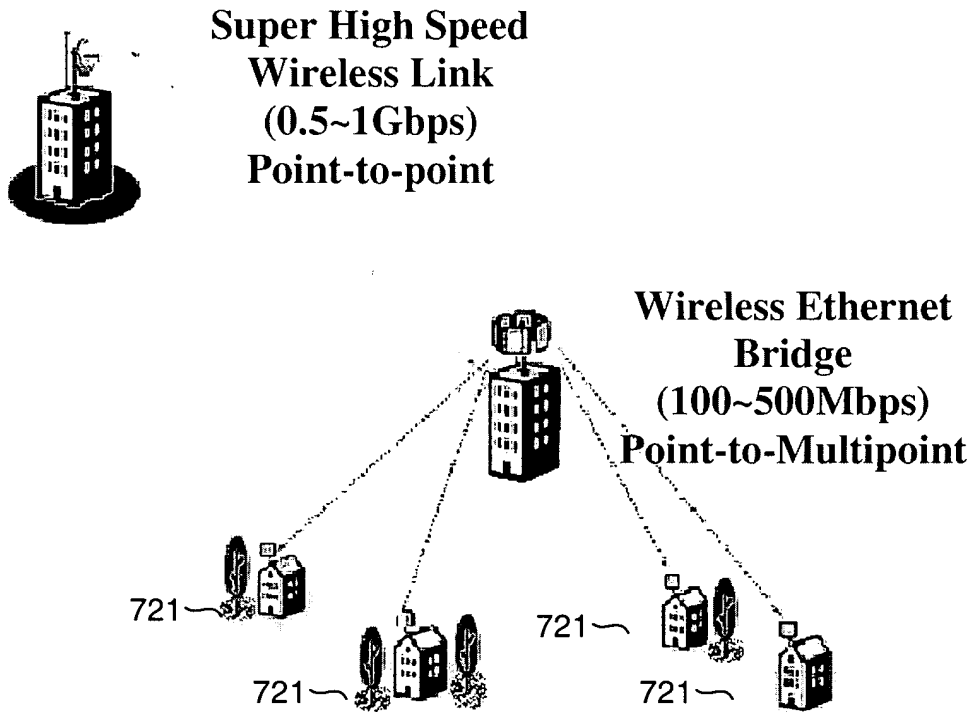 Super High Speed
Wireless Link
(0.5~1Gbps)
Point-to-point
Wireless Ethernet
Bridge
(100~500Mbps)
Point-to-Multipoint
721
721
721
721